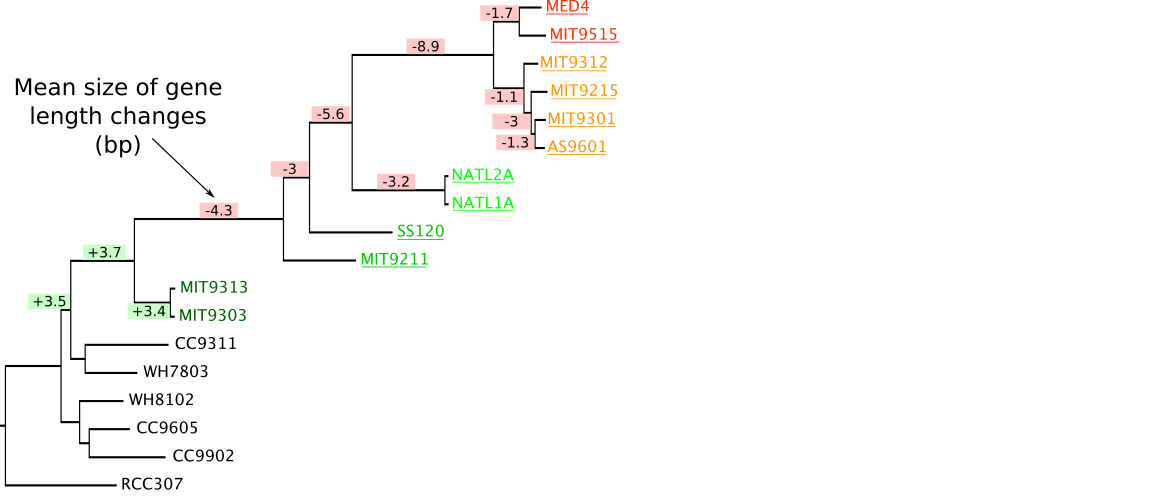 -1.7
MED4
MIT9515
-8.9
MIT9312
Mean size of gene
length changes
(bp)
-1.1
MIT9215
-5.6
-3
MIT9301
-1.3
AS9601
-3
NATL2A
-3.2
NATL1A
-4.3
SS120
+3.7
MIT9211
MIT9313
+3.5
+3.4
MIT9303
CC9311
WH7803
WH8102
CC9605
CC9902
RCC307